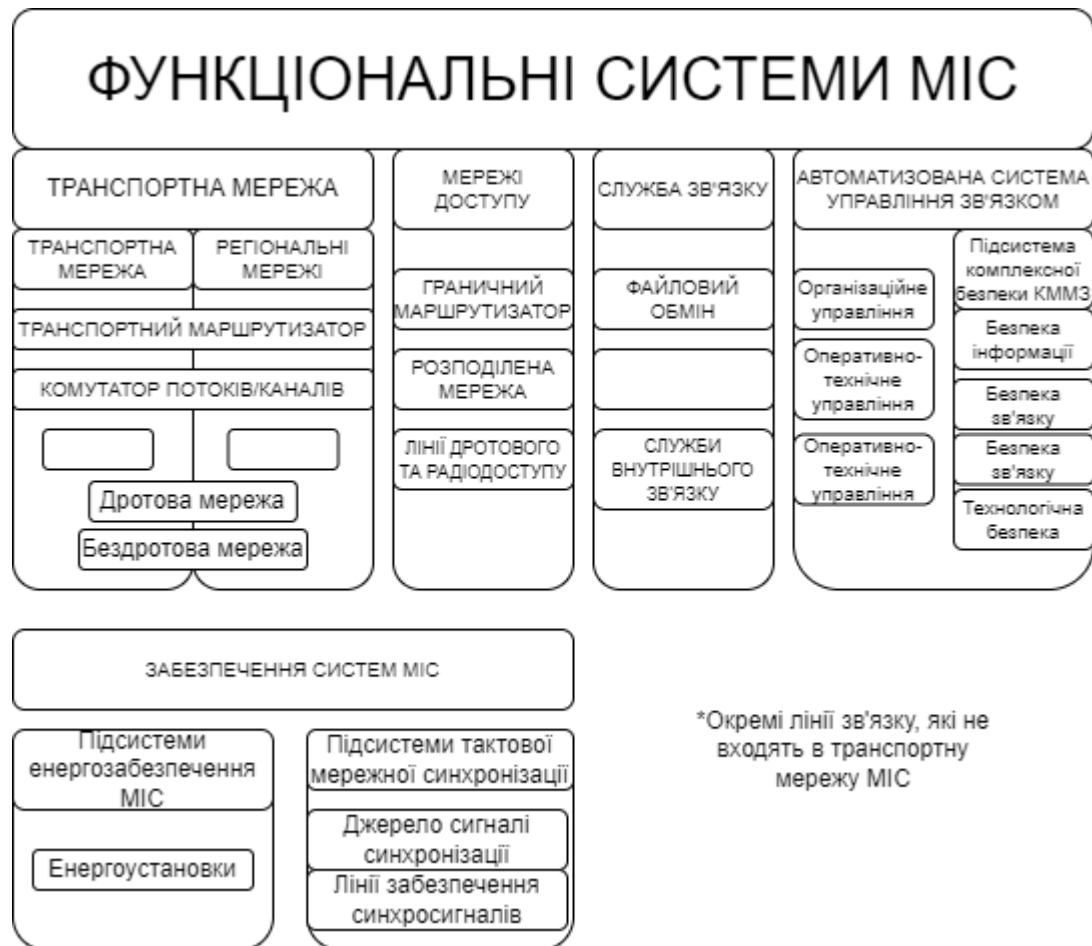 ФУНКЦІОНАЛЬНІ СИСТЕМИ МІС
ТРАНСПОРТНА МЕРЕЖА
ТРАНСПОРТНА
МЕРЕЖА
РЕГІОНАЛЬНІ
МЕРЕЖІ
ТРАНСПОРТНИЙ МАРШРУТИЗАТОР
КОМУТАТОР ПОТОКІВ/КАНАЛІВ
Дротова мережа
Бездротова мережа
МЕРЕЖІ
ДОСТУПУ
ГРАНИЧНИЙ
МАРШРУТИЗАТОР
РОЗПОДІЛЕНА
МЕРЕЖА
ЛІНІЇ ДРОТОВОГО
ТА РАДІОДОСТУПУ
СЛУЖБА ЗВ'ЯЗКУ
ФАЙЛОВИЙ
ОБМІН
СЛУЖБИ
ВНУТРІШНЬОГО
ЗВ'ЯЗКУ
АВТОМАТИЗОВАНА СИСТЕМА
УПРАВЛІННЯ ЗВ'ЯЗКОМ
Організаційне
управління
Оперативно-
технічне
управління
Оперативно-
технічне
управління
Підсистема
комплексної
безпеки КММЗ
Безпека
інформації
Безпека
зв'язку
Безпека
зв'язку
Технологічна
безпека
ЗАБЕЗПЕЧЕННЯ СИСТЕМ МІС
Підсистеми
енергозабезпечення
МІС
Енергоустановки
Підсистеми тактової
мережної синхронізації
Джерело сигналі
синхронізації
Лінії забезпечення
синхросигналів
*Окремі лінії зв'язку, які не
входять в транспортну
мережу МІС